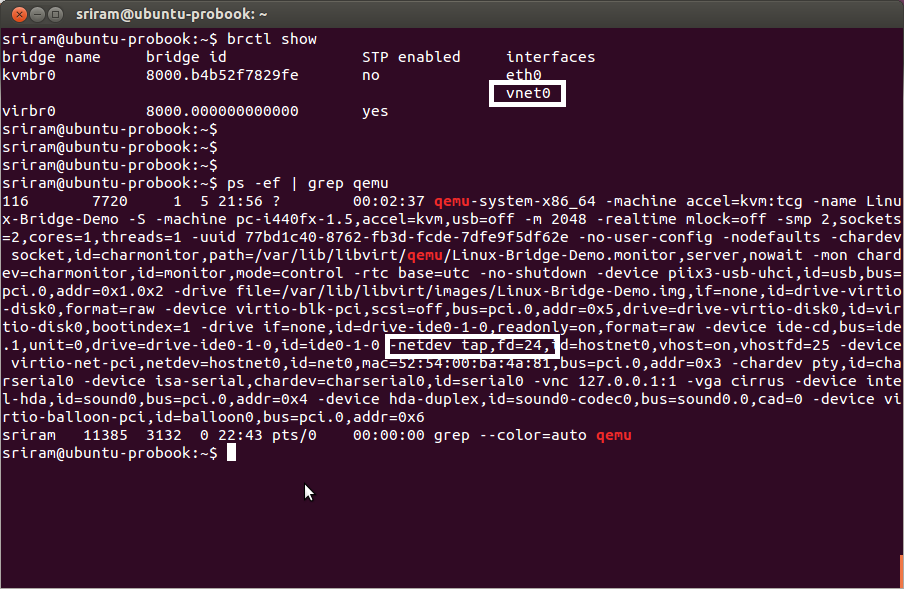 sriram@ubuntu-probook: ~
sriram@ubuntu-probook:~$ brctl show
bridge name     bridge id               STP enabled     interfaces
kvmbr0          8000.b4b52f7829fe       no              eth0
                                                        vnet0
virbr0          8000.000000000000       yes
sriram@ubuntu-probook:~$
sriram@ubuntu-probook:~$
sriram@ubuntu-probook:~$
sriram@ubuntu-probook:~$ ps -ef | grep qemu
116       7720     1  5 21:56 ?        00:02:37 qemu-system-x86_64 -machine accel=kvm:tcg -name Linu
x-Bridge-Demo -S -machine pc-i440fx-1.5,accel=kvm,usb=off -m 2048 -realtime mlock=off -smp 2,sockets
=2,cores=1,threads=1 -uuid 77bd1c40-8762-fb3d-fcde-7dfe9f5df62e -no-user-config -nodefaults -chardev
 socket,id=charmonitor,path=/var/lib/libvirt/qemu/Linux-Bridge-Demo.monitor,server,nowait -mon chard
ev=charmonitor,id=monitor,mode=control -rtc base=utc -no-shutdown -device piix3-usb-uhci,id=usb,bus=
pci.0,addr=0x1.0x2 -drive file=/var/lib/libvirt/images/Linux-Bridge-Demo.img,if=none,id=drive-virtio
-disk0,format=raw -device virtio-blk-pci,scsi=off,bus=pci.0,addr=0x5,drive=drive-virtio-disk0,id=vir
tio-disk0,bootindex=1 -drive if=none,id=drive-ide0-1-0,readonly=on,format=raw -device ide-cd,bus=ide
.1,unit=0,drive=drive-ide0-1-0,id=ide0-1-0 -netdev tap,fd=24,id=hostnet0,vhost=on,vhostfd=25 -device
 virtio-net-pci,netdev=hostnet0,id=net0,mac=52:54:00:ba:4a:81,bus=pci.0,addr=0x3 -chardev pty,id=cha
rserial0 -device isa-serial,chardev=charserial0,id=serial0 -vnc 127.0.0.1:1 -vga cirrus -device inte
l-hda,id=sound0,bus=pci.0,addr=0x4 -device hda-duplex,id=sound0-codec0,bus=sound0.0,cad=0 -device vi
rtio-balloon-pci,id=balloon0,bus=pci.0,addr=0x6
sriram   11385  3132  0 22:43 pts/0    00:00:00 grep --color=auto qemu
sriram@ubuntu-probook:~$